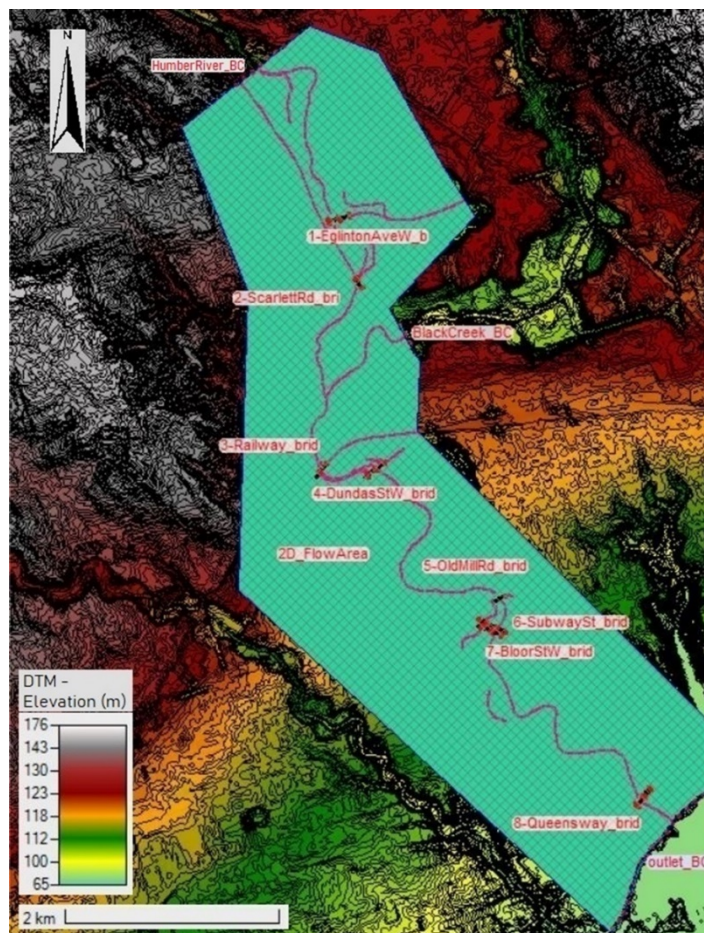 N
HumberRiver_BC
1-EglintonAveW_b
2-ScarlettRd_bri
BlackCreek_BC
3-Railway_brid
4-DundasStW_brid
2D_FlowArea
5-OldMillRd_brid
6-SubwaySt_brid
7-BloorStW_brid
8-Queensway_brid
outlet_BC
DTM -
Elevation (m)
176
143
130
123
118
112
100
65
2 km